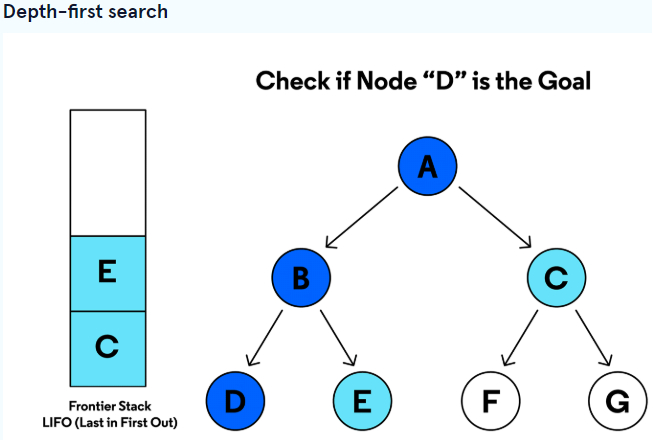 Depth-first search
Check if Node “D” is the Goal
A
B
C
D
E
F
G
E
C
Frontier Stack
LIFO (Last in First Out)